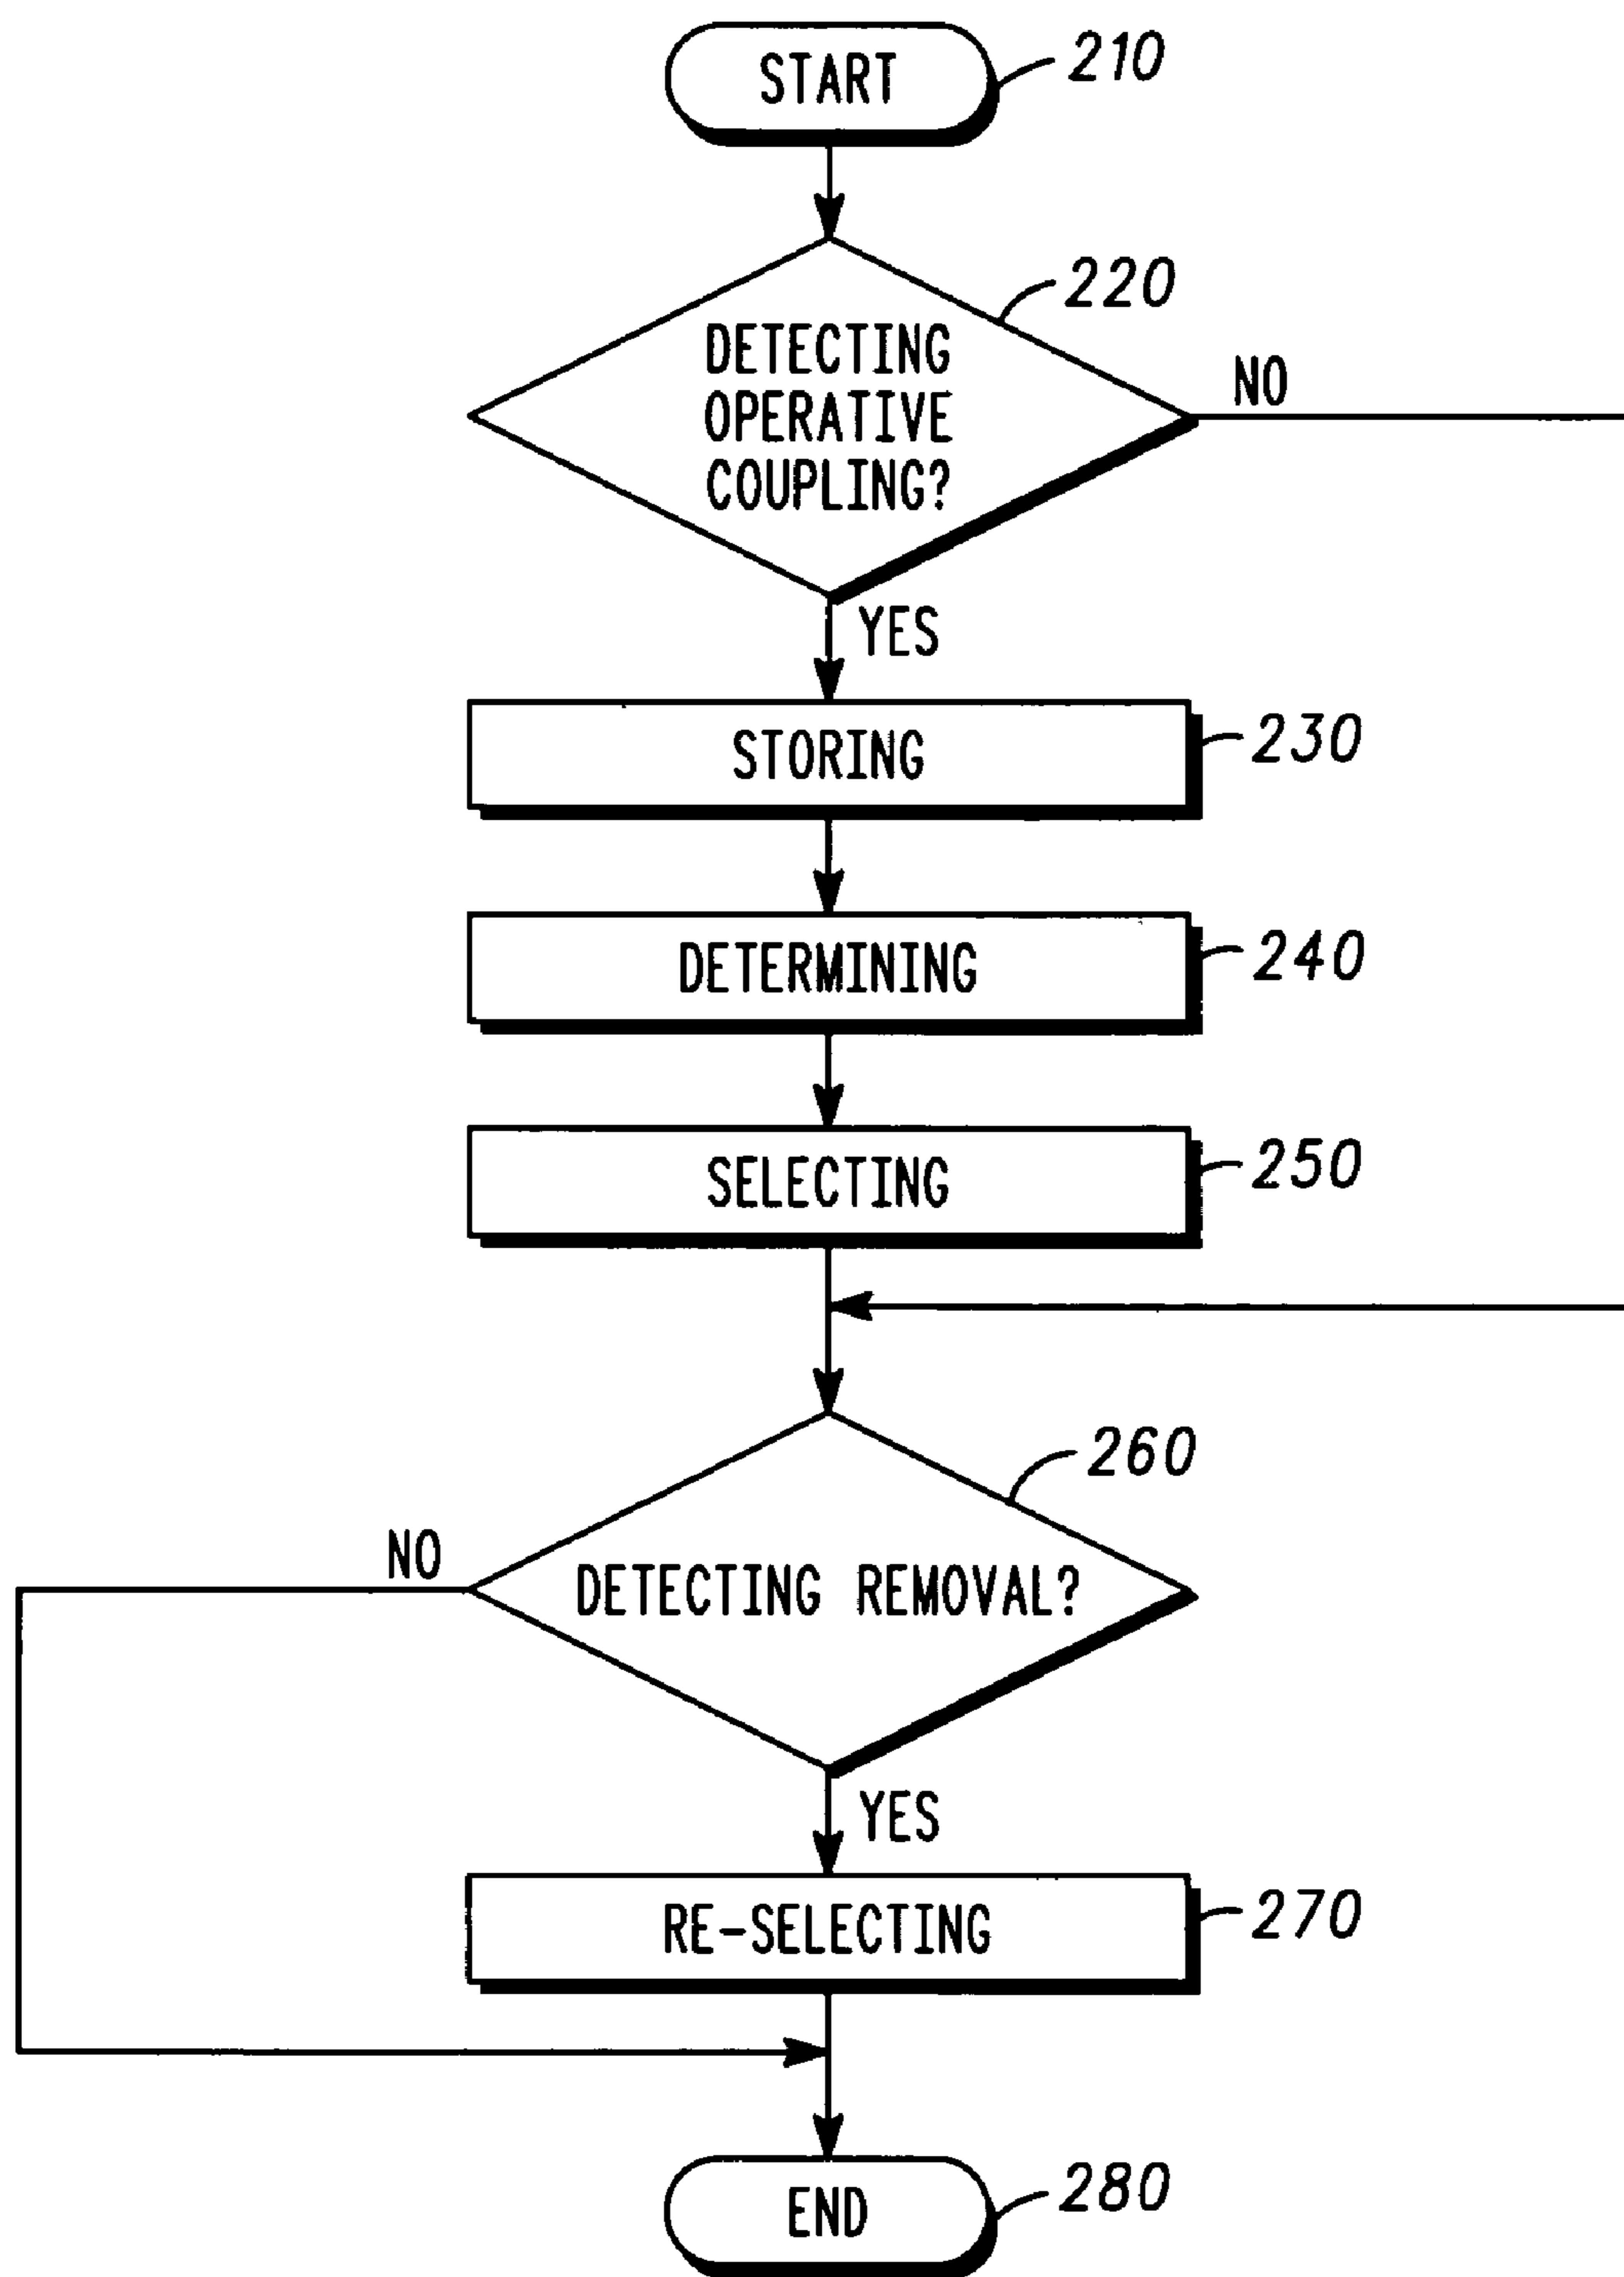 START
210
220
DETECTING
OPERATIVE
COUPLING?
NO
YES
STORING
230
DETERMINING
240
SELECTING
250
260
NO
DETECTING REMOVAL?
YES
RE-SELECTING
270
END
280